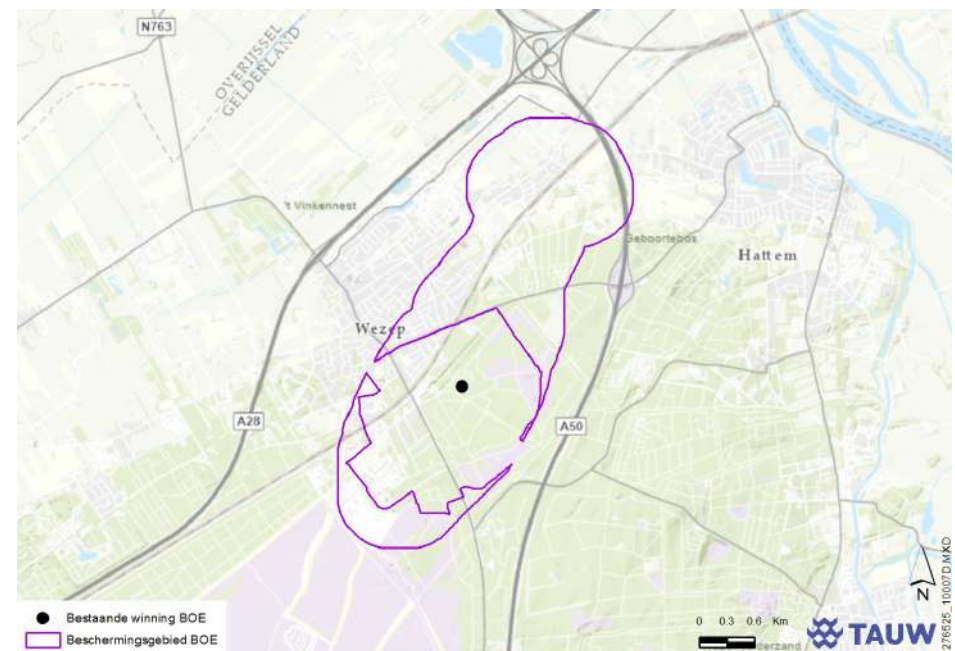 N763
OVERIJSSEL
GELDERLAND
't Vinkennest
Geboortebos
Hattem
Wezep
A28
A50
Bestaande winning BOE
Beschermingsgebied BOE
0 0.3 0.6 Km
N
TAUW
276525_10007D.MXD